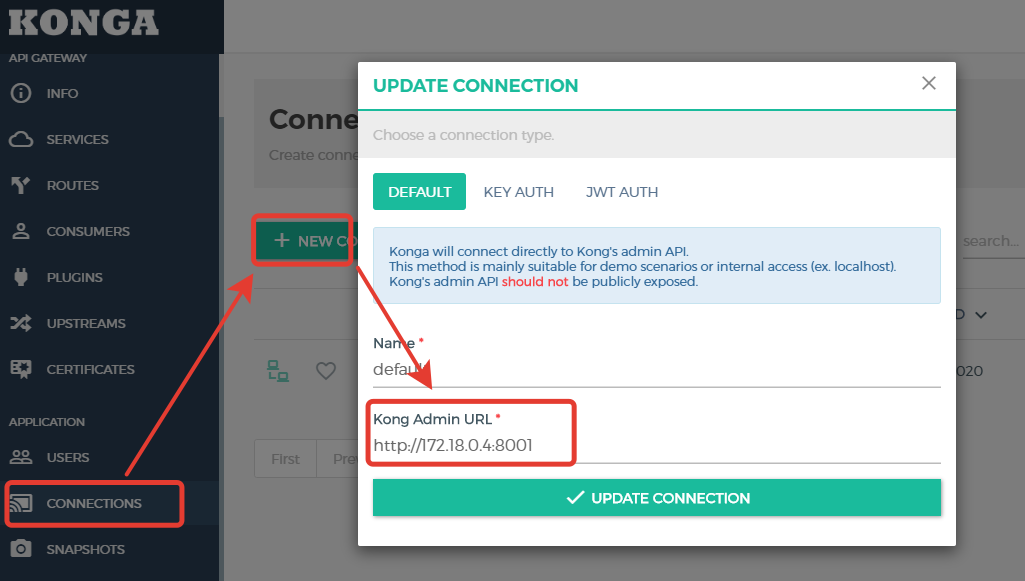 KONGA
API GATEWAY
INFO
SERVICES
ROUTES
CONSUMERS
PLUGINS
UPSTREAMS
CERTIFICATES
APPLICATION
USERS
CONNECTIONS
SNAPSHOTS
Conne
Create conne
+ NEW CO
search...
D
020
First
Prev
UPDATE CONNECTION
Choose a connection type.
DEFAULT KEY AUTH JWT AUTH
Konga will connect directly to Kong's admin API.
This method is mainly suitable for demo scenarios or internal access (ex. localhost).
Kong's admin API should not be publicly exposed.
Name *
default
Kong Admin URL *
http://172.18.0.4:8001
UPDATE CONNECTION